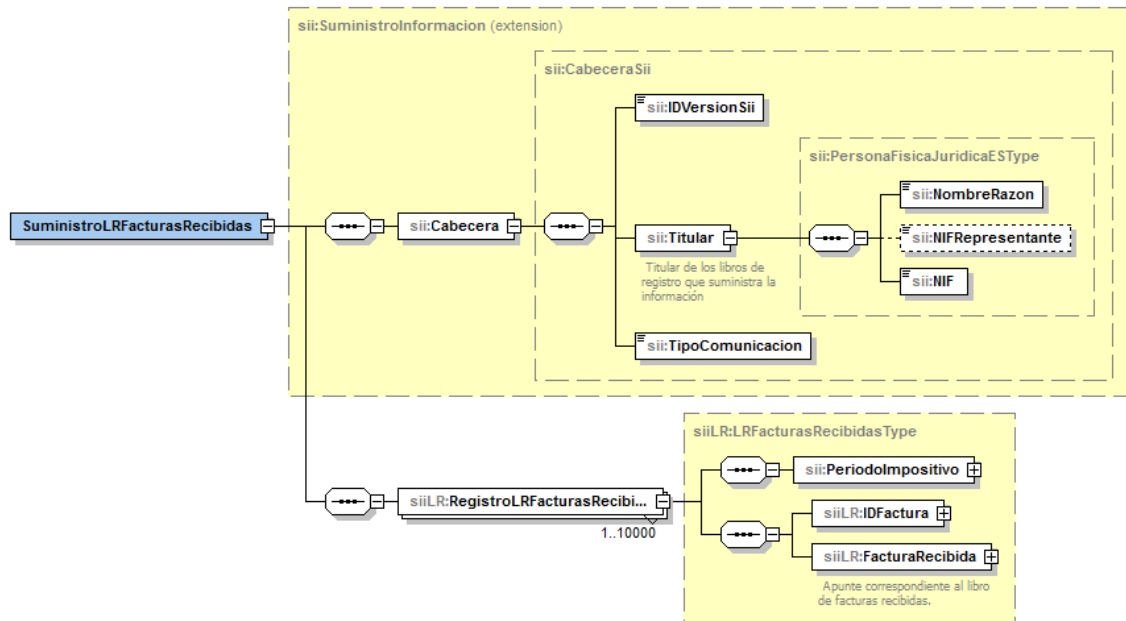 sii:SuministroInformacion (extension)
sii:CabeceraSii
sii:IDVersionSii
sii:PersonaFisicaJuridicaESType
sii:NombreRazon
SuministroLRFacturasRecibidas
sii:Cabecera
sii:Titular
sii:NIFRepresentante
Titular de los libros de
registro que suministra la
información
sii:NIF
sii:TipoComunicacion
siiLR:LRFacturasRecibidasType
sii:PeriodoImpositivo
siiLR:RegistroLRFacturasRecibi...
1..10000
siiLR:IDFactura
siiLR:FacturaRecibida
Apunte correspondiente al libro
de facturas recibidas.